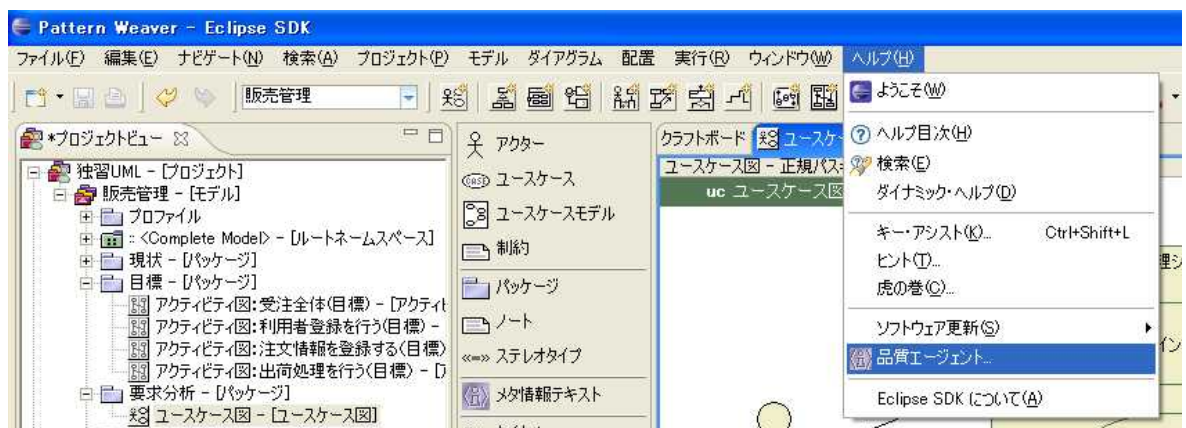 Pattern Weaver - Eclipse SDK
ファイル(F) 編集(E) ナビゲート(N) 検索(A) プロジェクト(P) モデル ダイアグラム 配置 実行(R) ウィンドウ(W) ヘルプ(H)
販売管理
*プロジェクトビュー
独習UML - [プロジェクト]
販売管理 - [モデル]
プロファイル
:: <Complete Model> - [ルートネームスペース]
現状 - [パッケージ]
目標 - [パッケージ]
アクティビティ図:受注全体(目標) - [アクティ
アクティビティ図:利用者登録を行う(目標) -
アクティビティ図:注文情報を登録する(目標)
アクティビティ図:出荷処理を行う(目標) - [ア
要求分析 - [パッケージ]
ユースケース図 - [ユースケース図]
アクター
ユースケース
ユースケースモデル
制約
パッケージ
ノート
«=» ステレオタイプ
メタ情報テキスト
クラフトボード ユースケー
ユースケース図 - 正規パス:
uc ユースケース図
ようこそ(W)
ヘルプ目次(H)
検索(E)
ダイナミック・ヘルプ(D)
キー・アシスト(K)... Ctrl+Shift+L
ヒント(T)...
虎の巻(C)...
ソフトウェア更新(S)
品質エージェント...
Eclipse SDK について(A)
理シ
イン